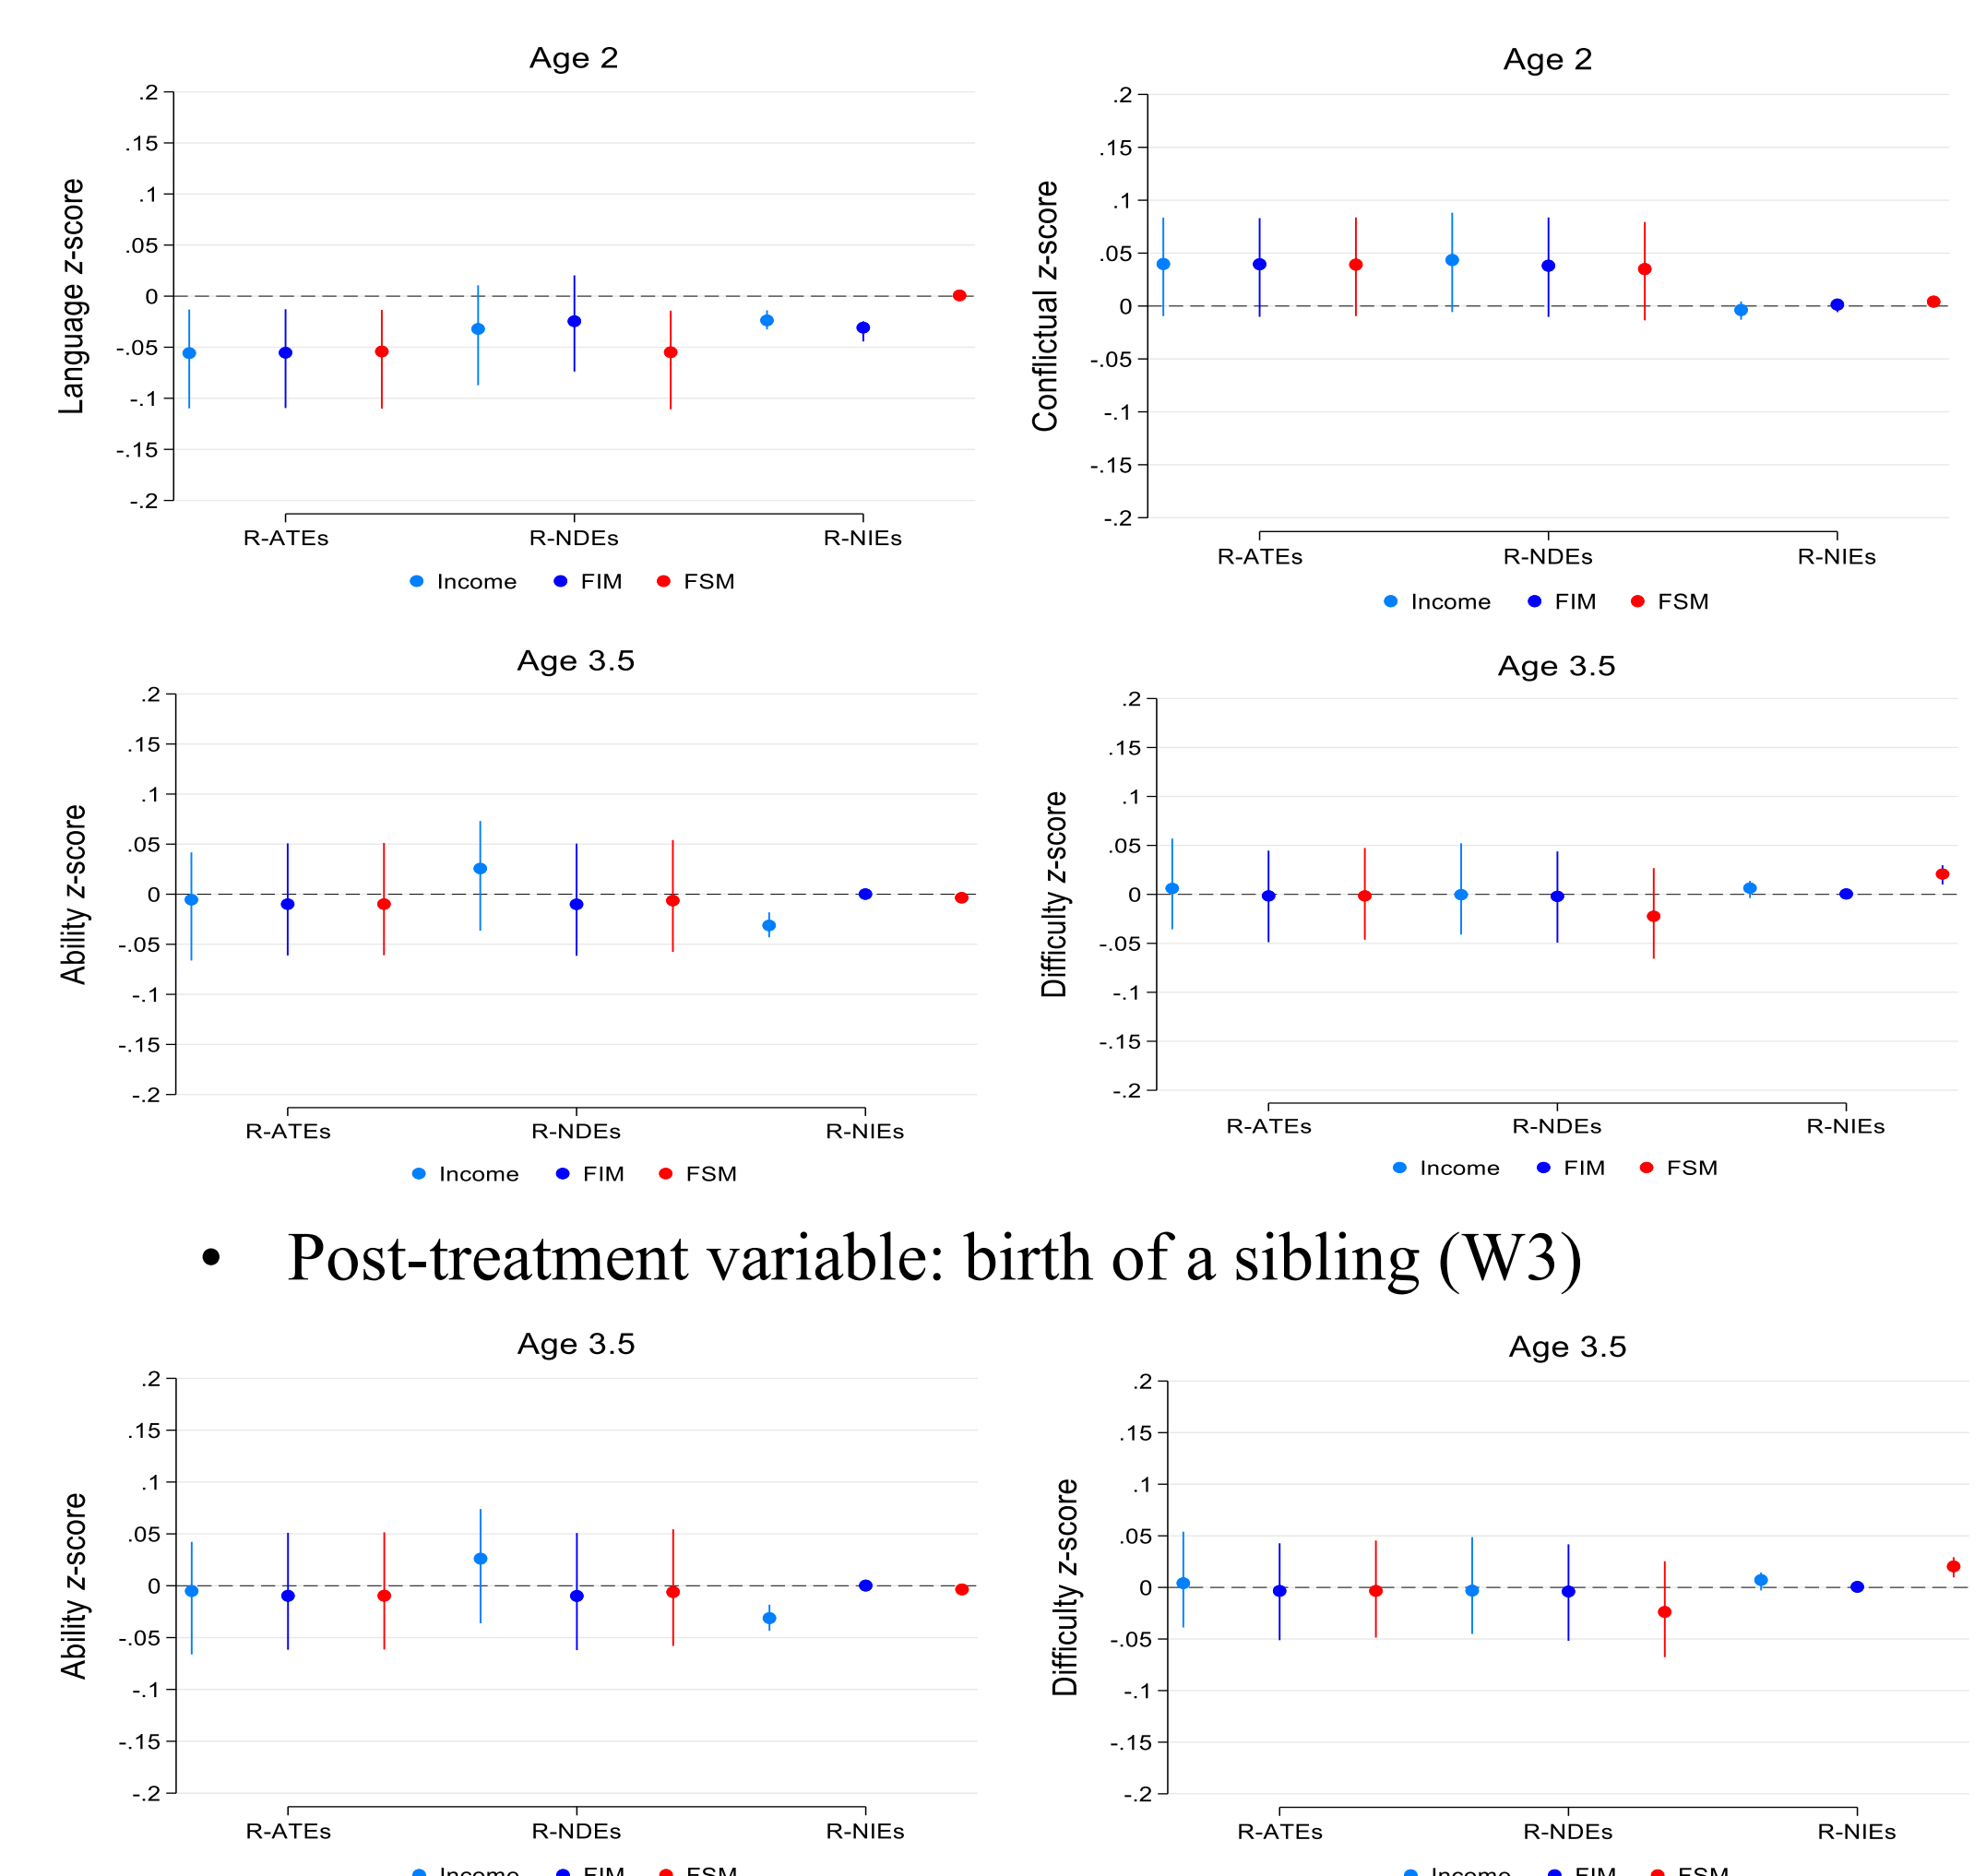 Age 2
.2
.15
.1
.05
0
-.05
-.1
-.15
-.2
Language z-score
R-ATEs R-NDEs R-NIEs
Income FIM FSM
Age 2
.2
.15
.1
.05
0
-.05
-.1
-.15
-.2
Conflictual z-score
R-ATEs R-NDEs R-NIEs
Income FIM FSM
Age 3.5
.2
.15
.1
.05
0
-.05
-.1
-.15
-.2
Ability z-score
R-ATEs R-NDEs R-NIEs
Income FIM FSM
Age 3.5
.2
.15
.1
.05
0
-.05
-.1
-.15
-.2
Difficulty z-score
R-ATEs R-NDEs R-NIEs
Income FIM FSM
• Post-treatment variable: birth of a sibling (W3)
Age 3.5
.2
.15
.1
.05
0
-.05
-.1
-.15
-.2
Ability z-score
R-ATEs R-NDEs R-NIEs
Income FIM FSM
Age 3.5
.2
.15
.1
.05
0
-.05
-.1
-.15
-.2
Difficulty z-score
R-ATEs R-NDEs R-NIEs
Income FIM FSM